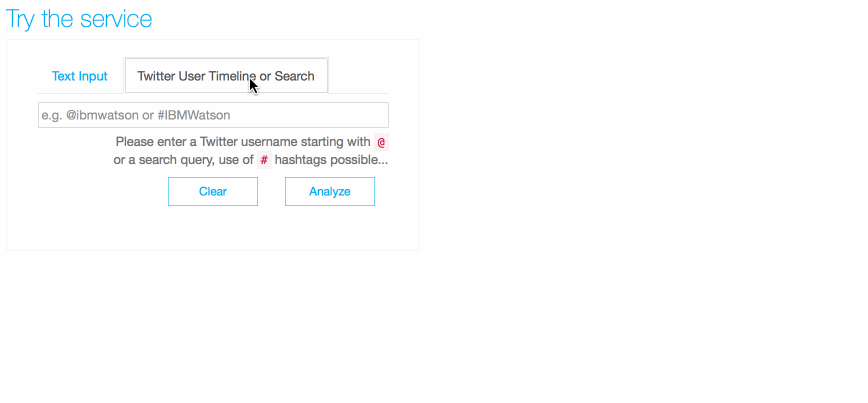 Try the service
Text Input
Twitter User Timeline or Search
e.g. @ibmwatson or #IBMWatson
Please enter a Twitter username starting with @
or a search query, use of # hashtags possible...
Clear
Analyze